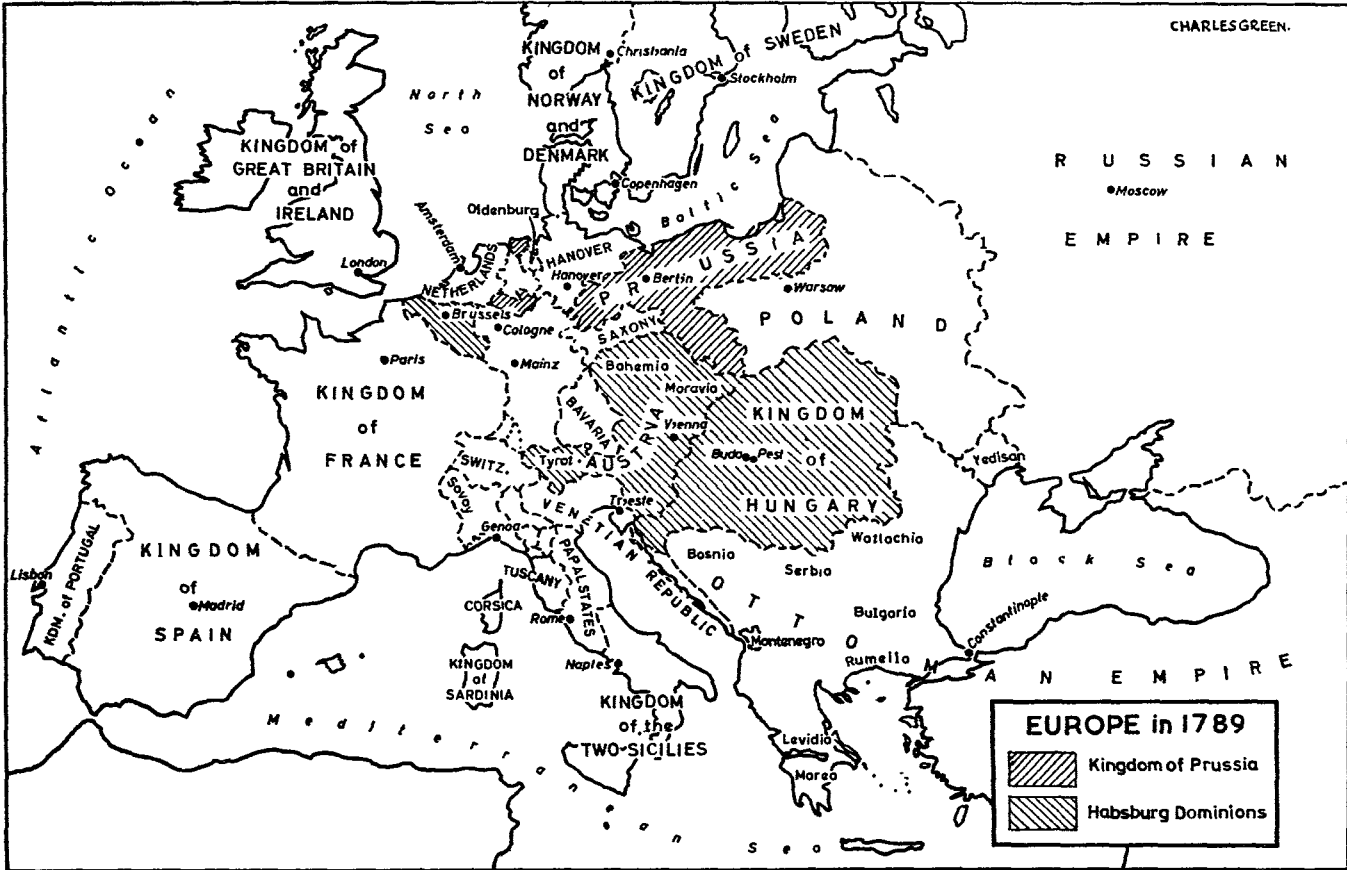 CHARLES GREEN.
North
Sea
Atlantic Ocean
KINGDOM
of
NORWAY
and
DENMARK
Christiania
KINGDOM of SWEDEN
Stockholm
Baltic Sea
Copenhagen
KINGDOM of
GREAT BRITAIN
and
IRELAND
London
RUSSIAN
EMPIRE
Moscow
Oldenburg
Amsterdam
NETHERLANDS
HANOVER
Hanover
PRUSSIA
Berlin
Warsaw
POLAND
Brussels
Cologne
SAXONY
Paris
Mainz
Bohemia
Moravia
KINGDOM
of
FRANCE
BAVARIA
Vienna
AUSTRIA
KINGDOM
of
HUNGARY
Buda
Pest
Yedisan
SWITZ.
Tyrol
Savoy
VENETIAN REPUBLIC
Trieste
Genoa
Wallachia
Bosnia
Serbia
Black Sea
KINGDOM
of
SPAIN
Madrid
KDM. of PORTUGAL
Lisbon
TUSCANY
PAPAL STATES
CORSICA
Rome
OTTOMAN EMPIRE
Bulgaria
Montenegro
Rumelia
Constantinople
KINGDOM
of
SARDINIA
Naples
KINGDOM
of the
TWO SICILIES
Mediterranean Sea
Levidia
Morea
EUROPE in 1789
Kingdom of Prussia
Habsburg Dominions